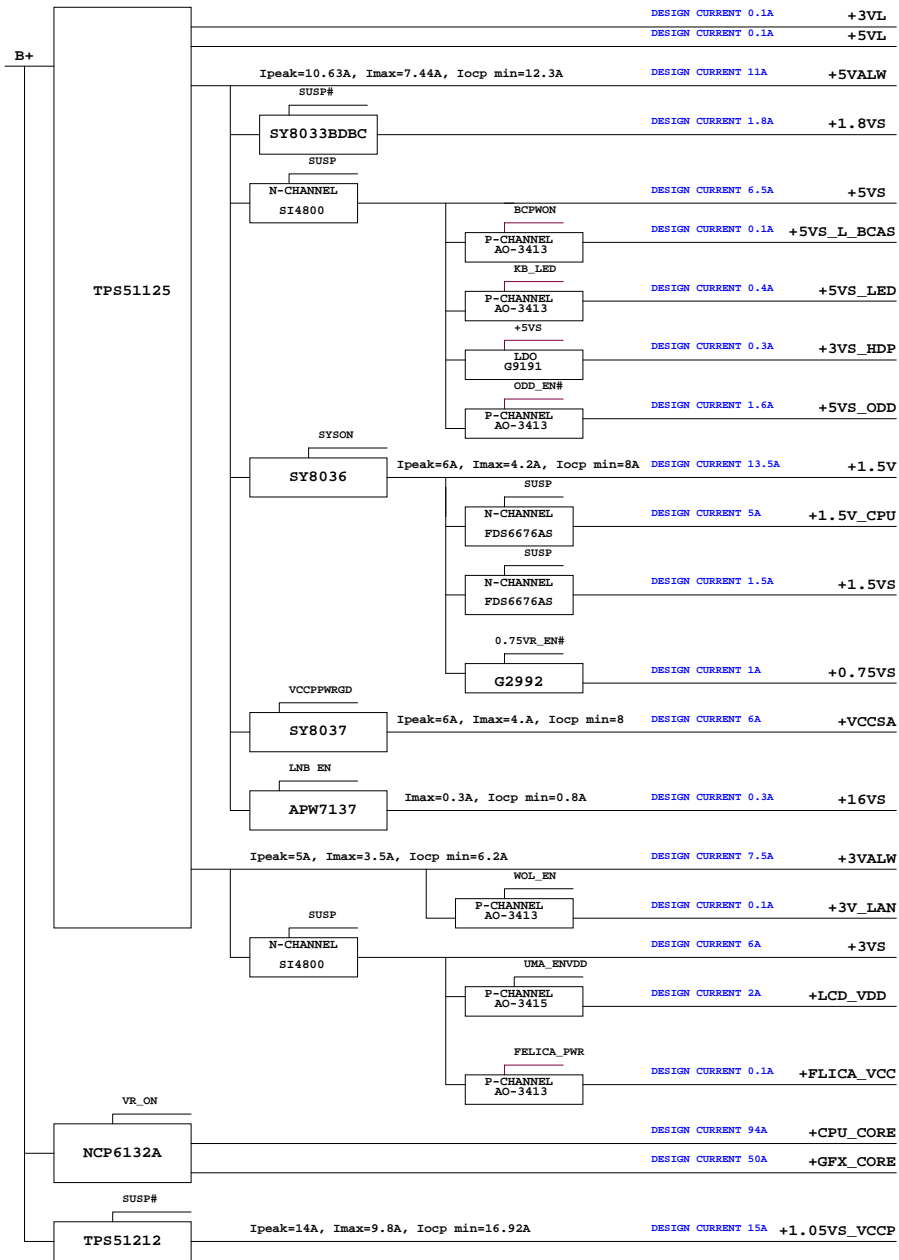 DESIGN CURRENT 0.1A +3VL
DESIGN CURRENT 0.1A +5VL
B+
Ipeak=10.63A, Imax=7.44A, Iocp min=12.3A DESIGN CURRENT 11A +5VALW
SUSP#
SY8033BDBC DESIGN CURRENT 1.8A +1.8VS
SUSP
N-CHANNEL DESIGN CURRENT 6.5A +5VS
SI4800
BCPWON
P-CHANNEL DESIGN CURRENT 0.1A +5VS_L_BCAS
AO-3413
KB_LED
TPS51125
P-CHANNEL DESIGN CURRENT 0.4A +5VS_LED
AO-3413
+5VS
LDO DESIGN CURRENT 0.3A +3VS_HDP
G9191
ODD_EN#
P-CHANNEL DESIGN CURRENT 1.6A +5VS_ODD
AO-3413
SYSON
SY8036 Ipeak=6A, Imax=4.2A, Iocp min=8A DESIGN CURRENT 13.5A +1.5V
SUSP
N-CHANNEL DESIGN CURRENT 5A +1.5V_CPU
FDS6676AS
SUSP
N-CHANNEL DESIGN CURRENT 1.5A +1.5VS
FDS6676AS
0.75VR_EN#
G2992 DESIGN CURRENT 1A +0.75VS
VCCPPWRGD
SY8037 Ipeak=6A, Imax=4.A, Iocp min=8 DESIGN CURRENT 6A +VCCSA
LNB EN
APW7137 Imax=0.3A, Iocp min=0.8A DESIGN CURRENT 0.3A +16VS
Ipeak=5A, Imax=3.5A, Iocp min=6.2A DESIGN CURRENT 7.5A +3VALW
WOL_EN
P-CHANNEL DESIGN CURRENT 0.1A +3V_LAN
AO-3413
SUSP
N-CHANNEL DESIGN CURRENT 6A +3VS
SI4800
UMA_ENVDD
P-CHANNEL DESIGN CURRENT 2A +LCD_VDD
AO-3415
FELICA_PWR
P-CHANNEL DESIGN CURRENT 0.1A +FLICA_VCC
AO-3413
VR_ON
NCP6132A DESIGN CURRENT 94A +CPU_CORE
DESIGN CURRENT 50A +GFX_CORE
SUSP#
TPS51212 Ipeak=14A, Imax=9.8A, Iocp min=16.92A DESIGN CURRENT 15A +1.05VS_VCCP